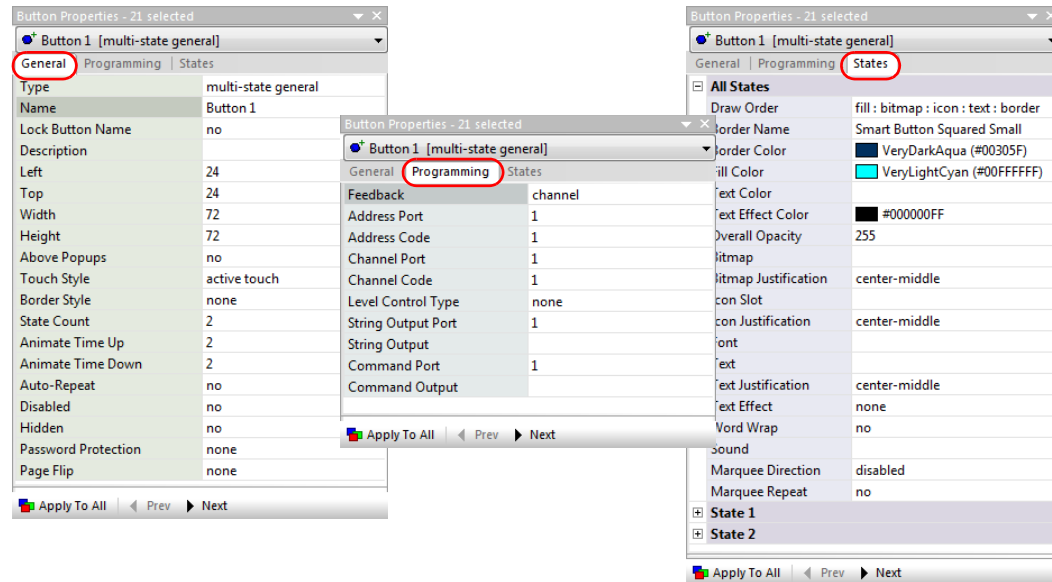 Button Properties - 21 selected
Button 1 [multi-state general]
General | Programming | States
Type multi-state general
Name Button 1
Lock Button Name no
Description
Left 24
Top 24
Width 72
Height 72
Above Popups no
Touch Style active touch
Border Style none
State Count 2
Animate Time Up 2
Animate Time Down 2
Auto-Repeat no
Disabled no
Hidden no
Password Protection none
Page Flip none
Apply To All Prev Next
Button Properties - 21 selected
Button 1 [multi-state general]
General Programming States
Feedback channel
Address Port 1
Address Code 1
Channel Port 1
Channel Code 1
Level Control Type none
String Output Port 1
String Output
Command Port 1
Command Output
Apply To All Prev Next
Button Properties - 21 selected
Button 1 [multi-state general]
General | Programming States
All States
Draw Order fill : bitmap : icon : text : border
Border Name Smart Button Squared Small
Border Color VeryDarkAqua (#00305F)
Fill Color VeryLightCyan (#00FFFFFF)
Text Color
Text Effect Color #000000FF
Overall Opacity 255
Bitmap
Bitmap Justification center-middle
Icon Slot
Icon Justification center-middle
Font
Text
Text Justification center-middle
Text Effect none
Word Wrap no
Sound
Marquee Direction disabled
Marquee Repeat no
State 1
State 2
Apply To All Prev Next